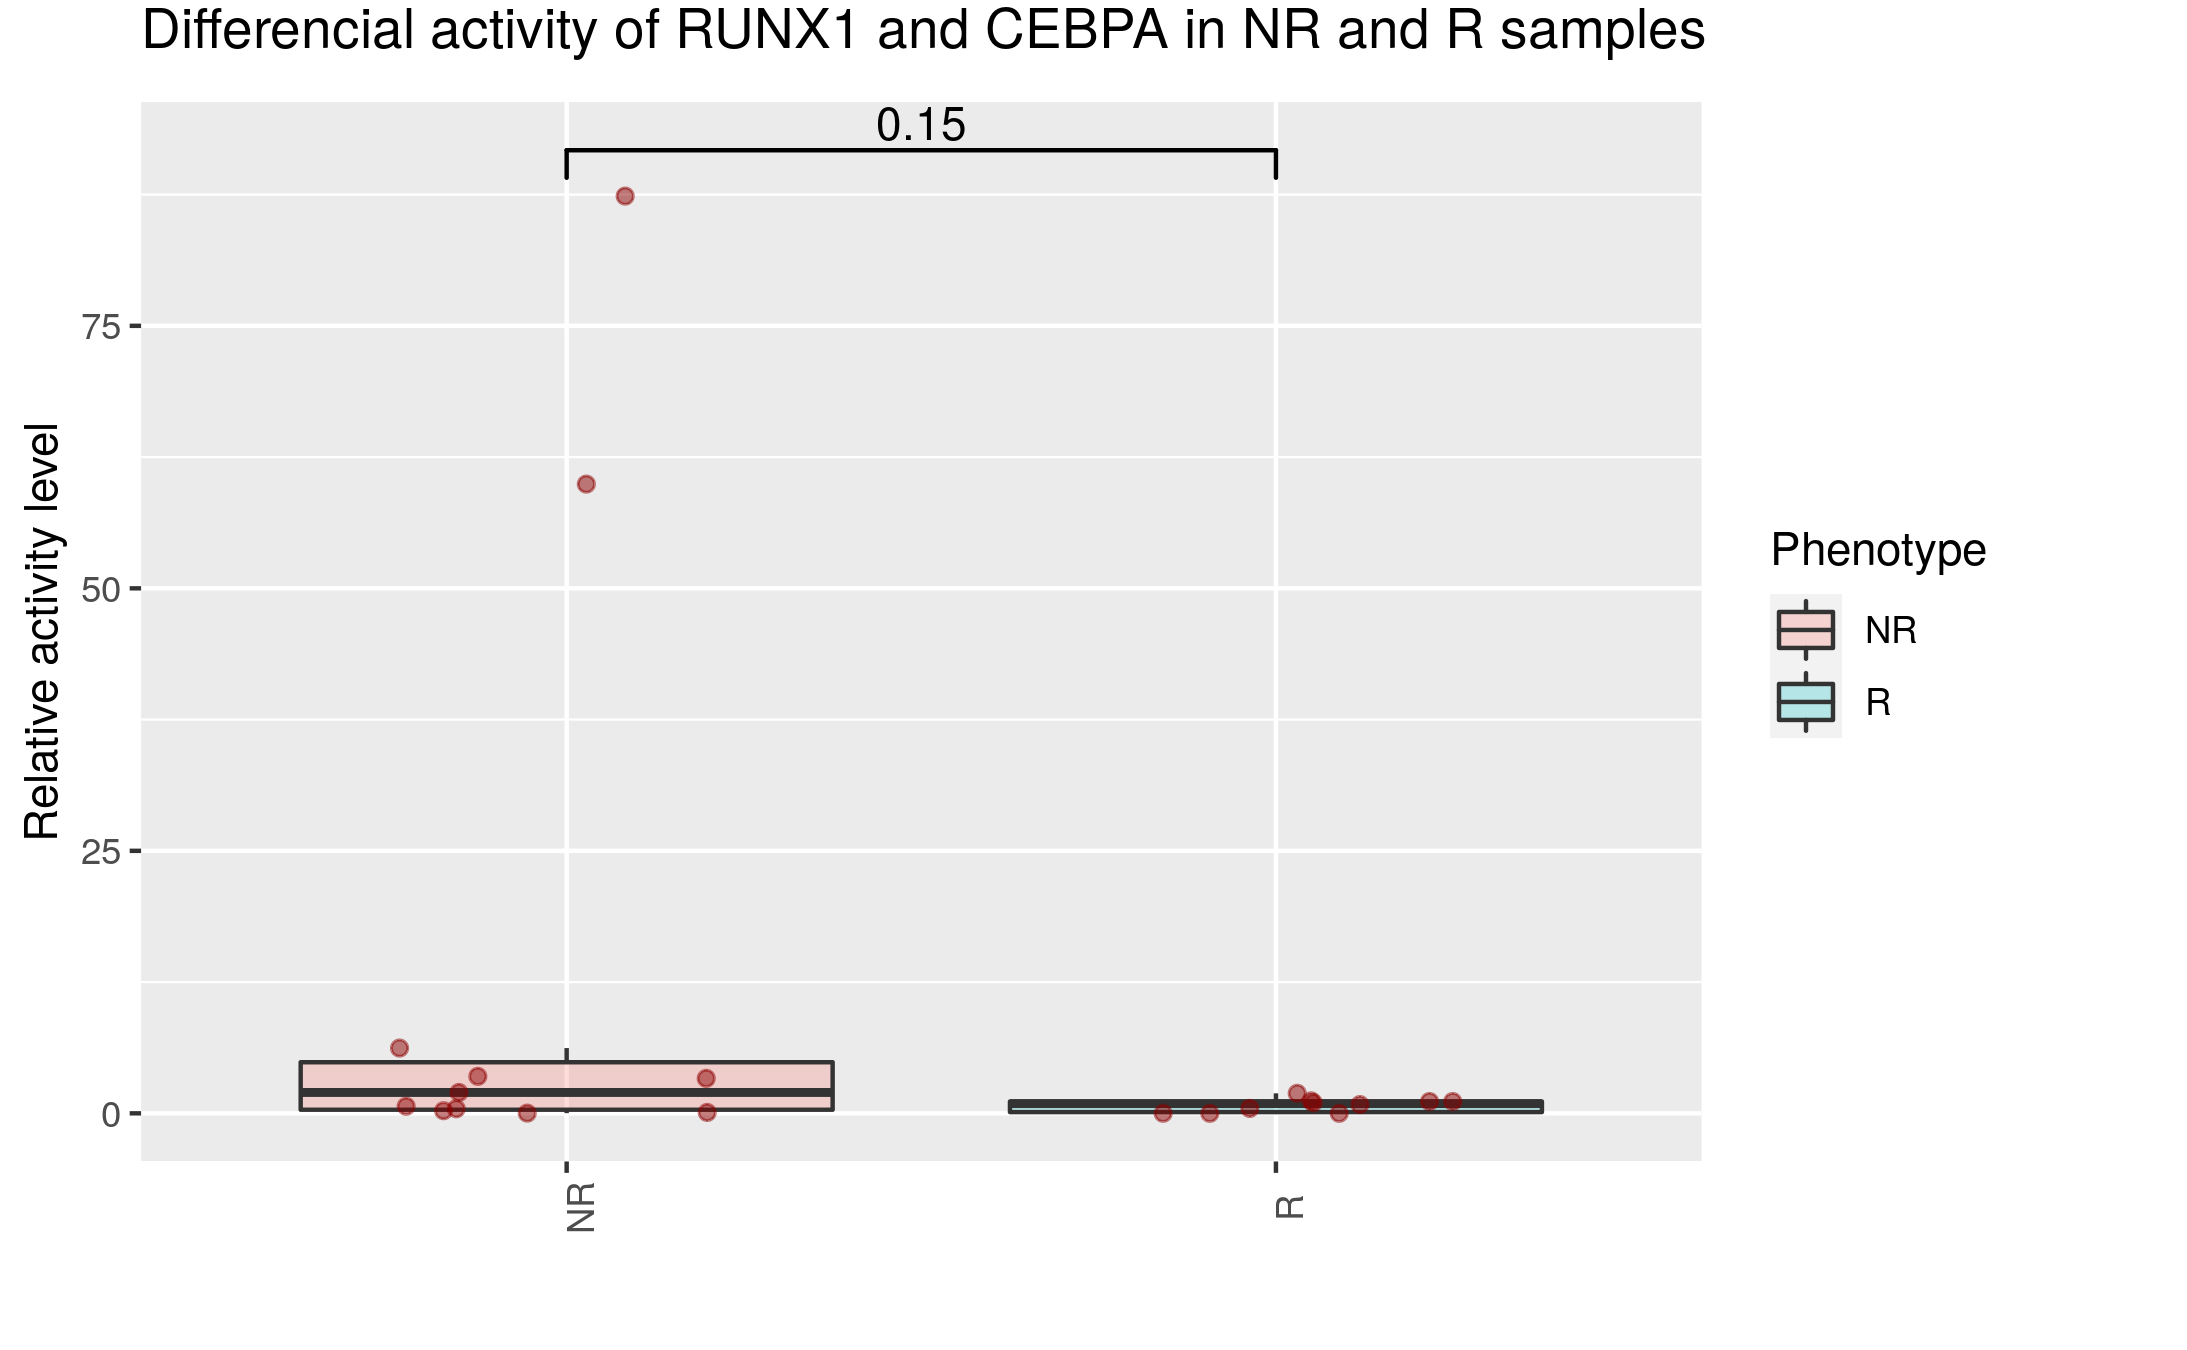 Differencial activity of RUNX1 and CEBPA in NR and R samples
0.15
75
50
25
0
Relative activity level
NR
R
Phenotype
NR
R